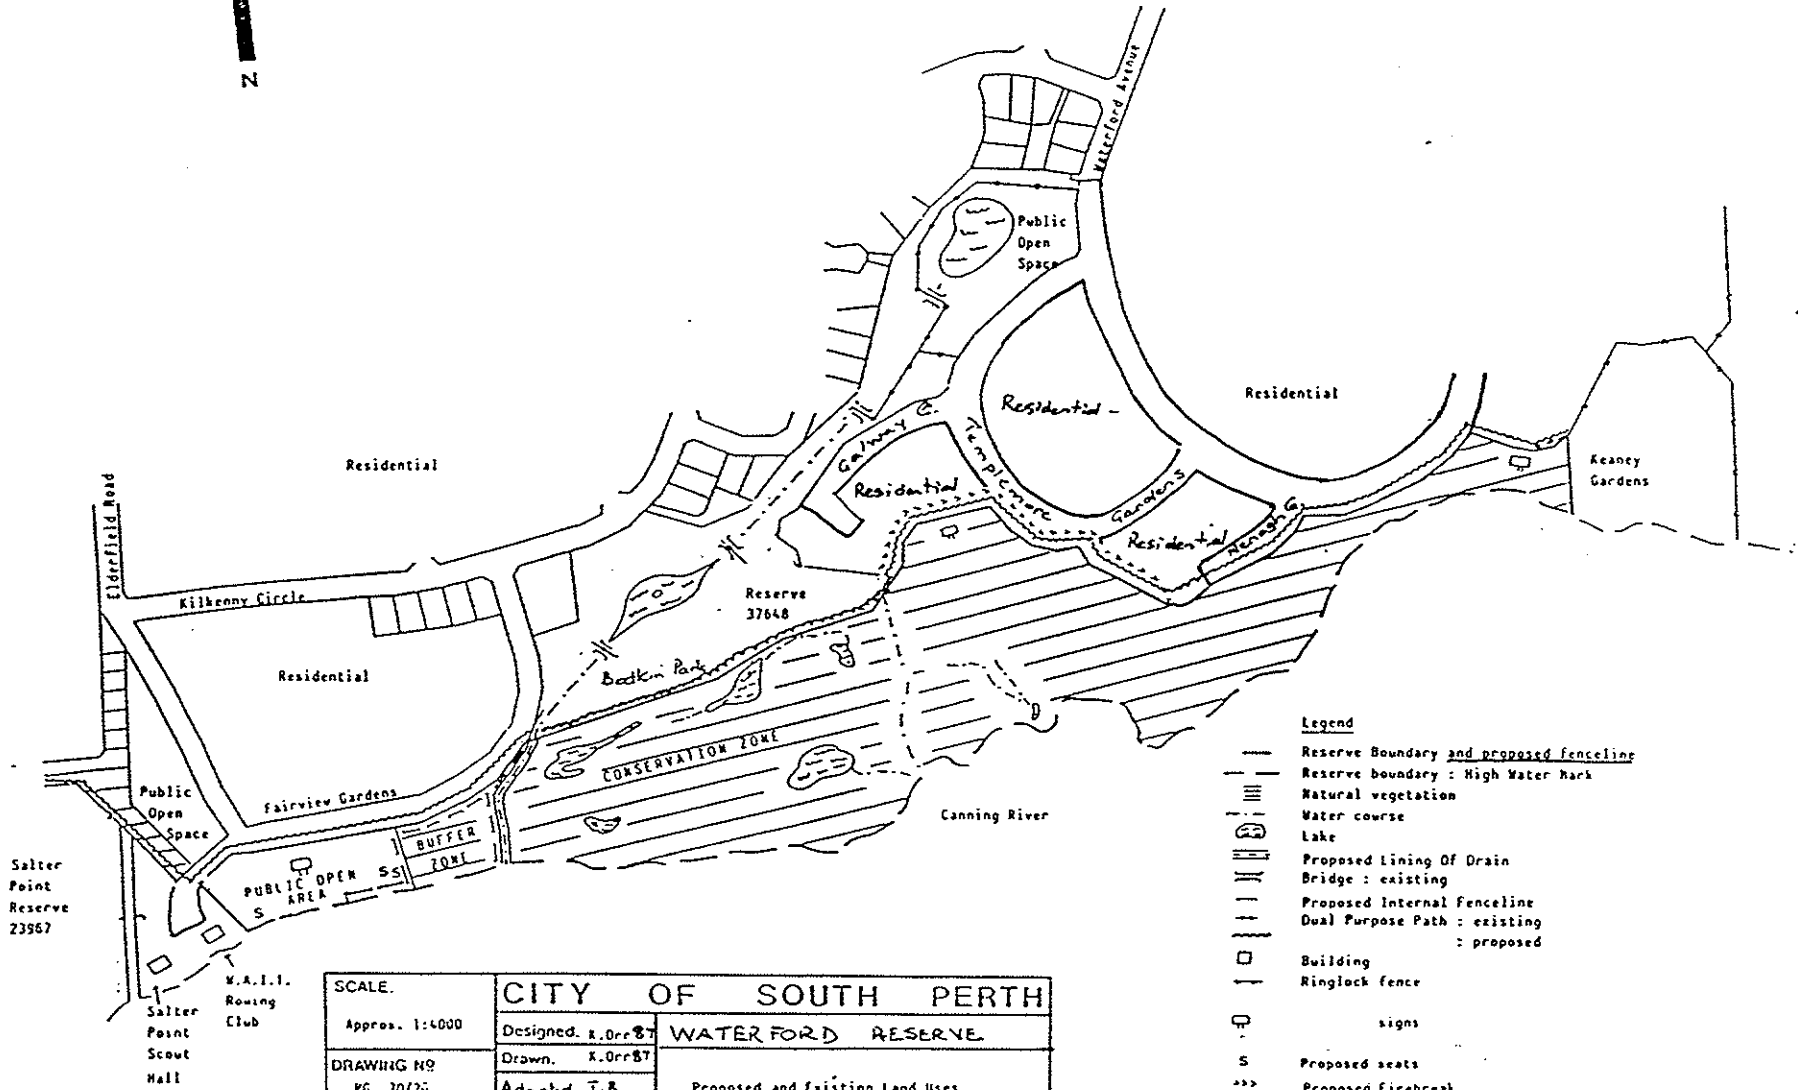 N
Waterford Avenue
Public
Open
Space
Residential -
Residential
Galway C.
Templemore
Gardens
Residential
Residential
Nenagh G.
Keaney
Gardens
Residential
Elderfield Road
Kilkenny Circle
Reserve
37648
Residential
Bodkin Park
CONSERVATION ZONE
Fairview Gardens
Public
Open
Space
BUFFER
ZONE
PUBLIC OPEN
AREA
SS
S
Canning River
Salter
Point
Reserve
23967
W.A.I.T.
Rowing
Club
Salter
Point
Scout
Hall
Legend
Reserve Boundary and proposed fenceline
Reserve boundary : High Water Mark
Natural vegetation
Water course
Lake
Proposed Lining Of Drain
Bridge : existing
Proposed Internal Fenceline
Dual Purpose Path : existing
: proposed
Building
Ringlock fence
signs
S Proposed seats
>>> Proposed Firebreak
SCALE.
Approx. 1:4000
DRAWING Nº
CITY OF SOUTH PERTH
Designed. K.Orr 87
WATERFORD RESERVE
Drawn. K.Orr 87
Adapted T.B.
Proposed and Existing Land Uses